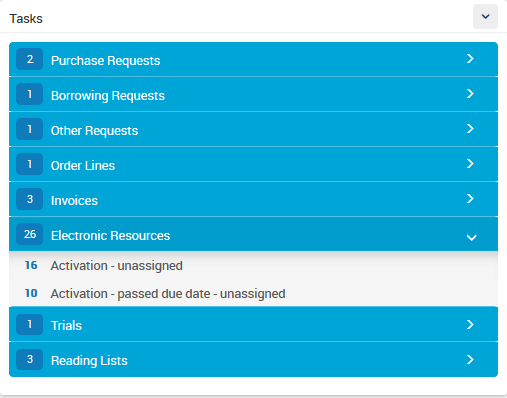 Tasks
2 Purchase Requests
1 Borrowing Requests
1 Other Requests
1 Order Lines
3 Invoices
26 Electronic Resources
16 Activation - unassigned
10 Activation - passed due date - unassigned
1 Trials
3 Reading Lists